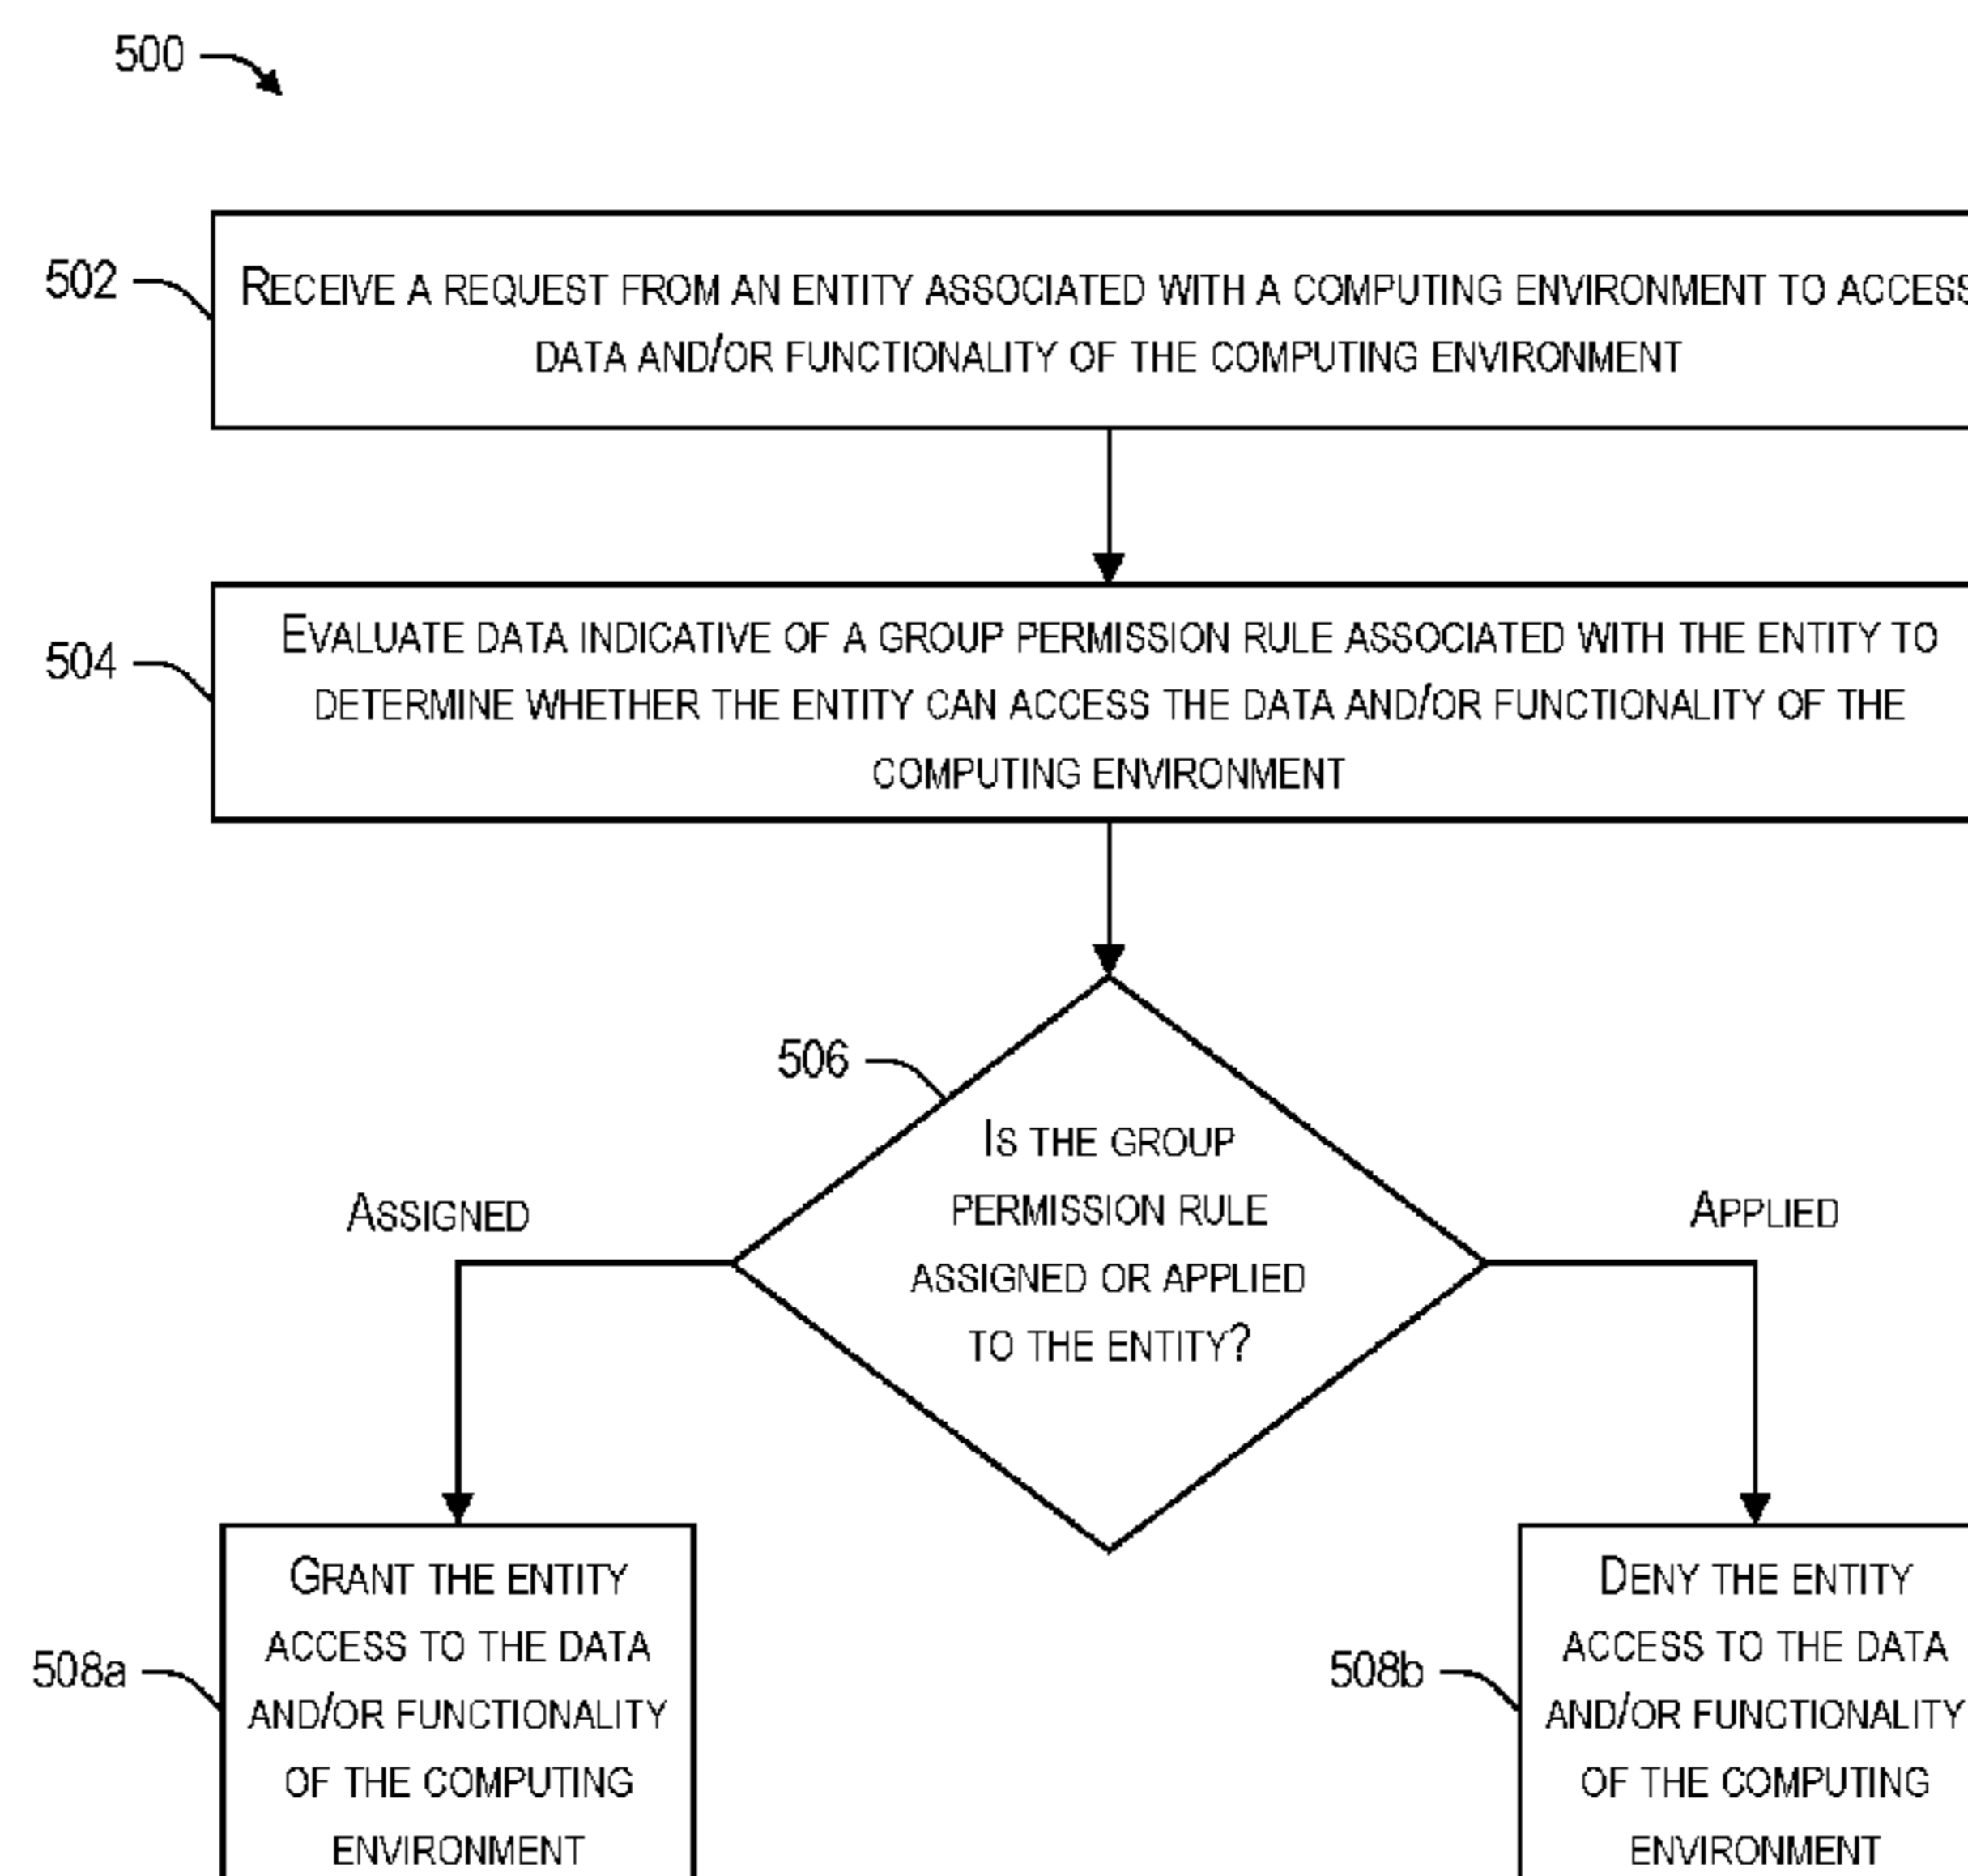 500
502
RECEIVE A REQUEST FROM AN ENTITY ASSOCIATED WITH A COMPUTING ENVIRONMENT TO ACCESS
DATA AND/OR FUNCTIONALITY OF THE COMPUTING ENVIRONMENT
504
EVALUATE DATA INDICATIVE OF A GROUP PERMISSION RULE ASSOCIATED WITH THE ENTITY TO
DETERMINE WHETHER THE ENTITY CAN ACCESS THE DATA AND/OR FUNCTIONALITY OF THE
COMPUTING ENVIRONMENT
506
IS THE GROUP
PERMISSION RULE
ASSIGNED OR APPLIED
TO THE ENTITY?
ASSIGNED
APPLIED
508a
GRANT THE ENTITY
ACCESS TO THE DATA
AND/OR FUNCTIONALITY
OF THE COMPUTING
ENVIRONMENT
508b
DENY THE ENTITY
ACCESS TO THE DATA
AND/OR FUNCTIONALITY
OF THE COMPUTING
ENVIRONMENT